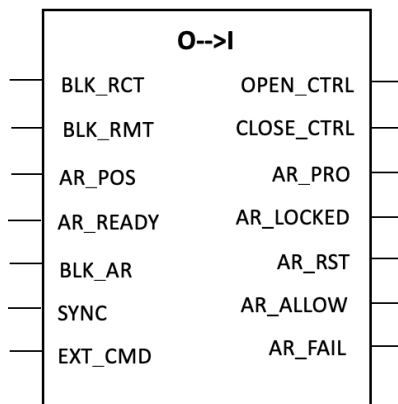 O-->I
BLK_RCT OPEN_CTRL
BLK_RMT CLOSE_CTRL
AR_POS AR_PRO
AR_READY AR_LOCKED
BLK_AR AR_RST
SYNC AR_ALLOW
EXT_CMD AR_FAIL